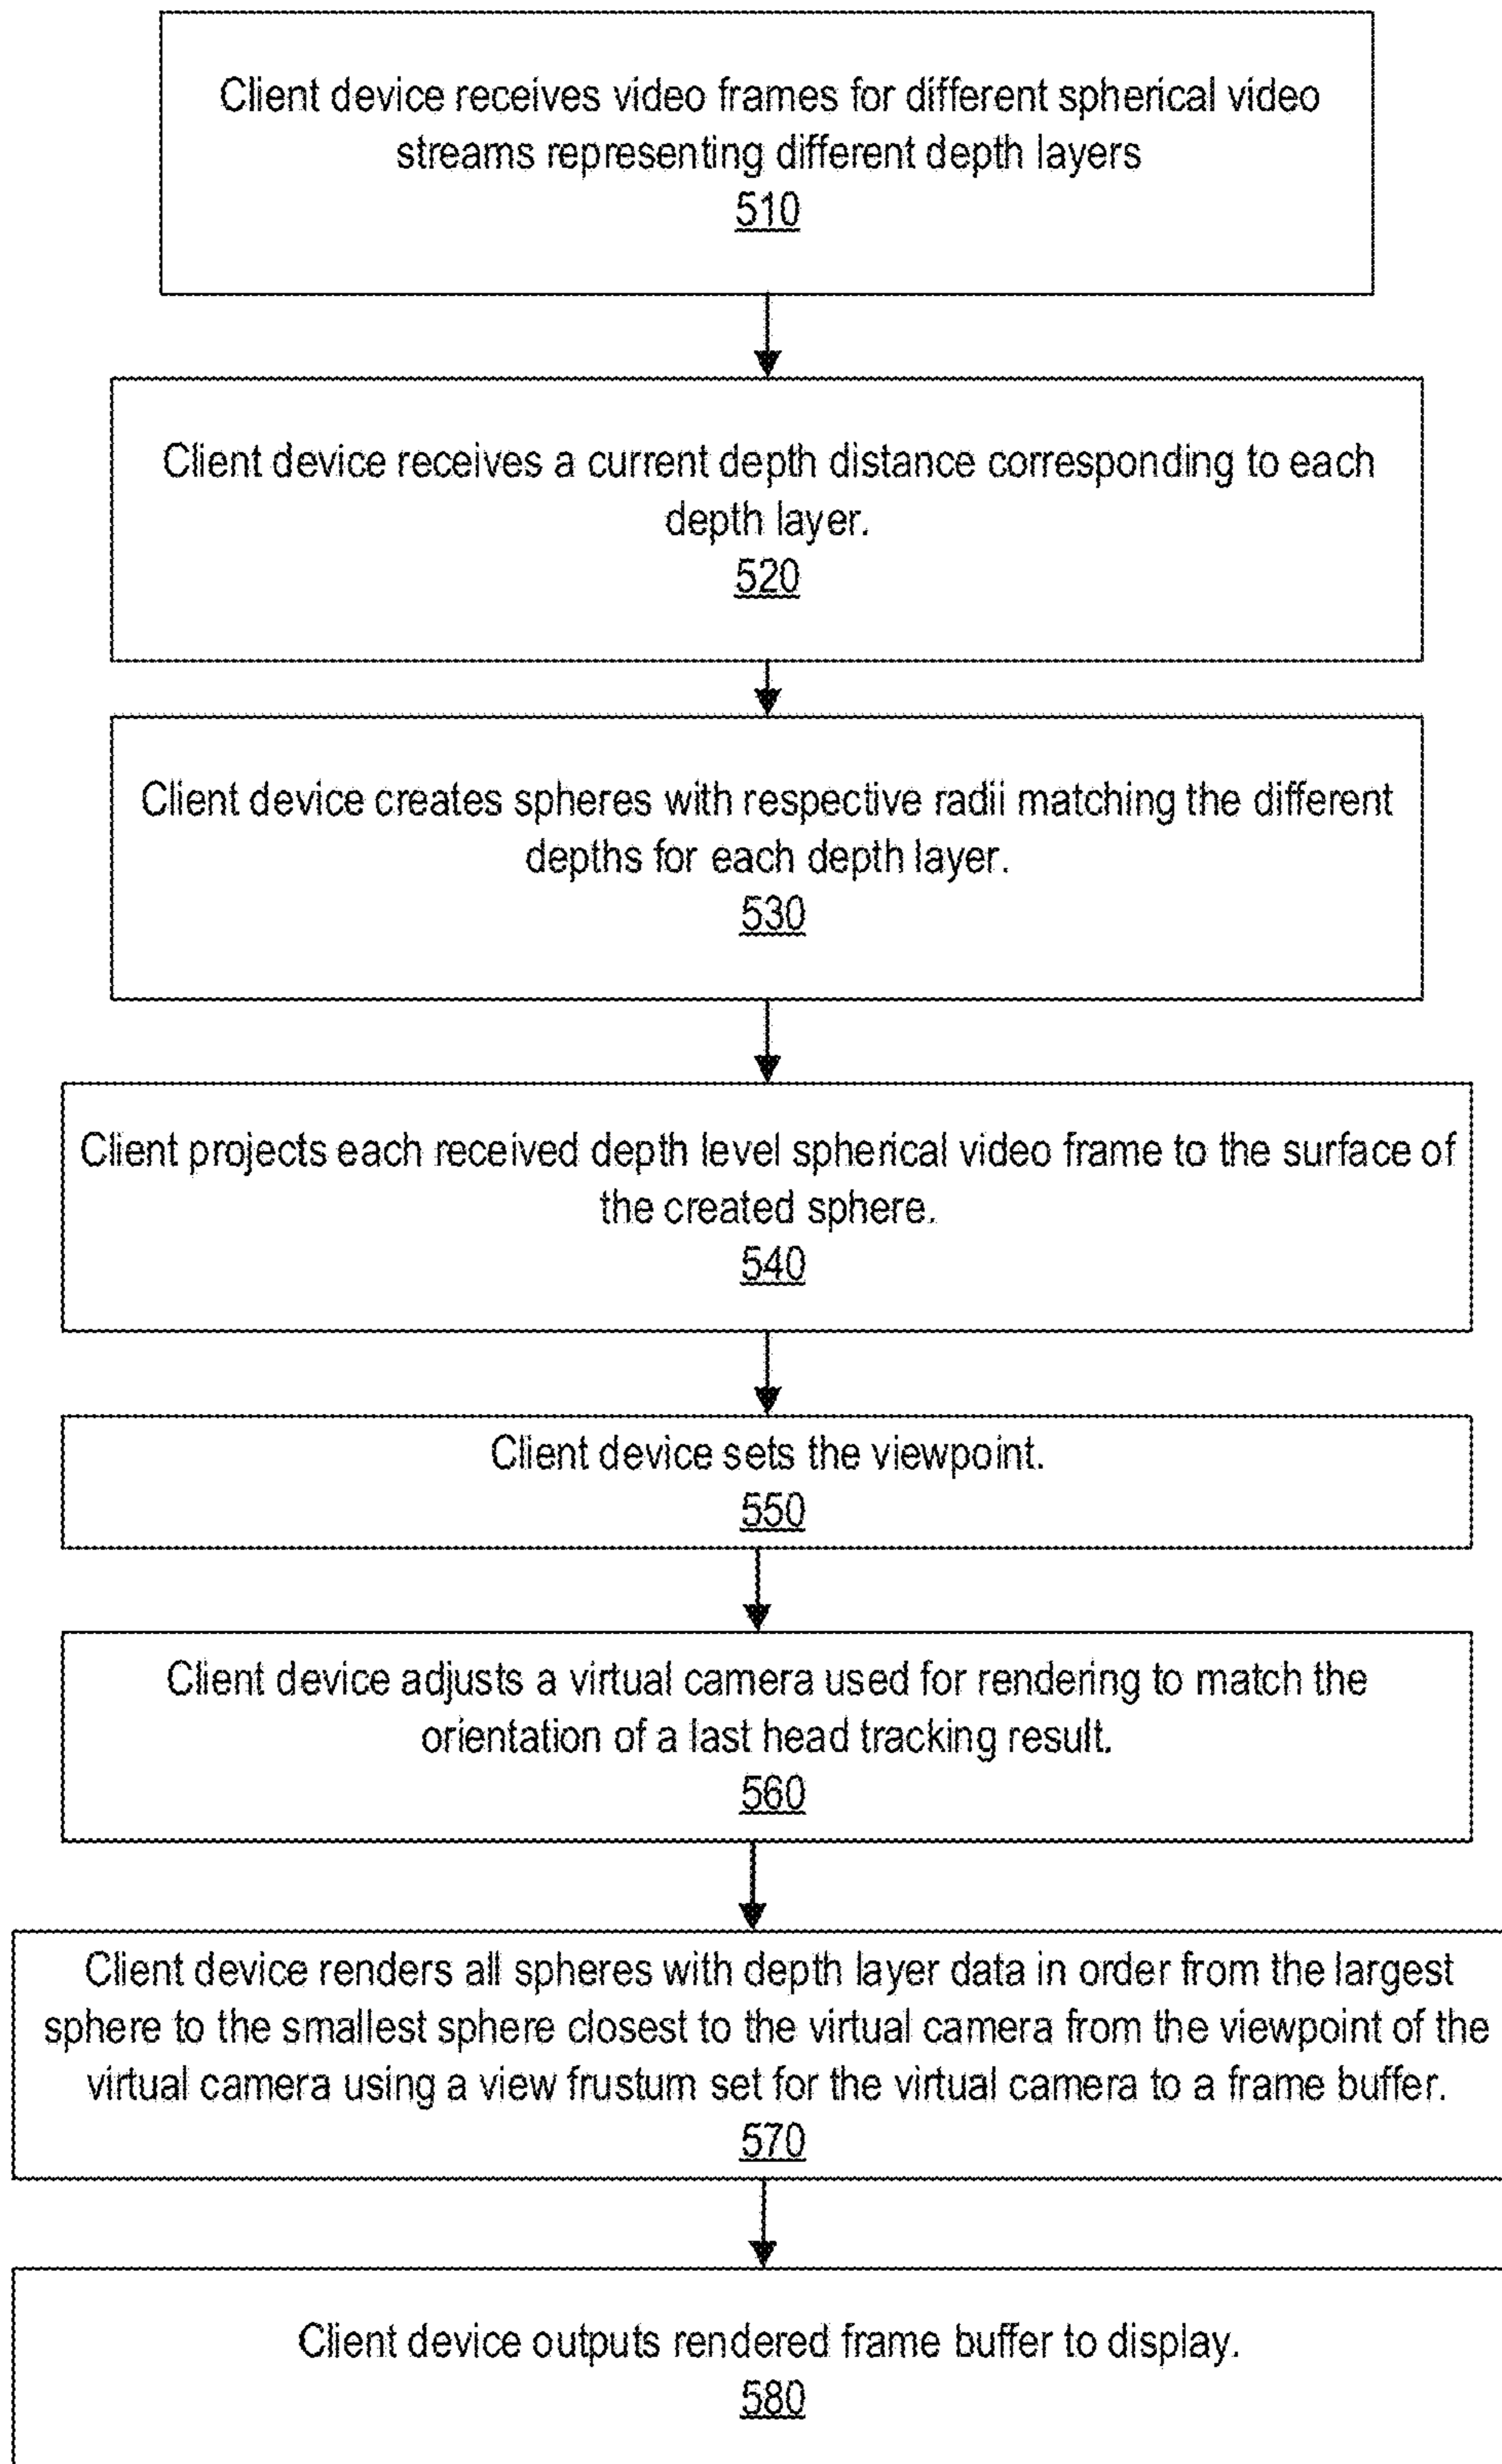 Client device receives video frames for different spherical video
streams representing different depth layers
510
Client device receives a current depth distance corresponding to each
depth layer.
520
Client device creates spheres with respective radii matching the different
depths for each depth layer.
530
Client projects each received depth level spherical video frame to the surface of
the created sphere.
540
Client device sets the viewpoint.
550
Client device adjusts a virtual camera used for rendering to match the
orientation of a last head tracking result.
560
Client device renders all spheres with depth layer data in order from the largest
sphere to the smallest sphere closest to the virtual camera from the viewpoint of the
virtual camera using a view frustum set for the virtual camera to a frame buffer.
570
Client device outputs rendered frame buffer to display.
580